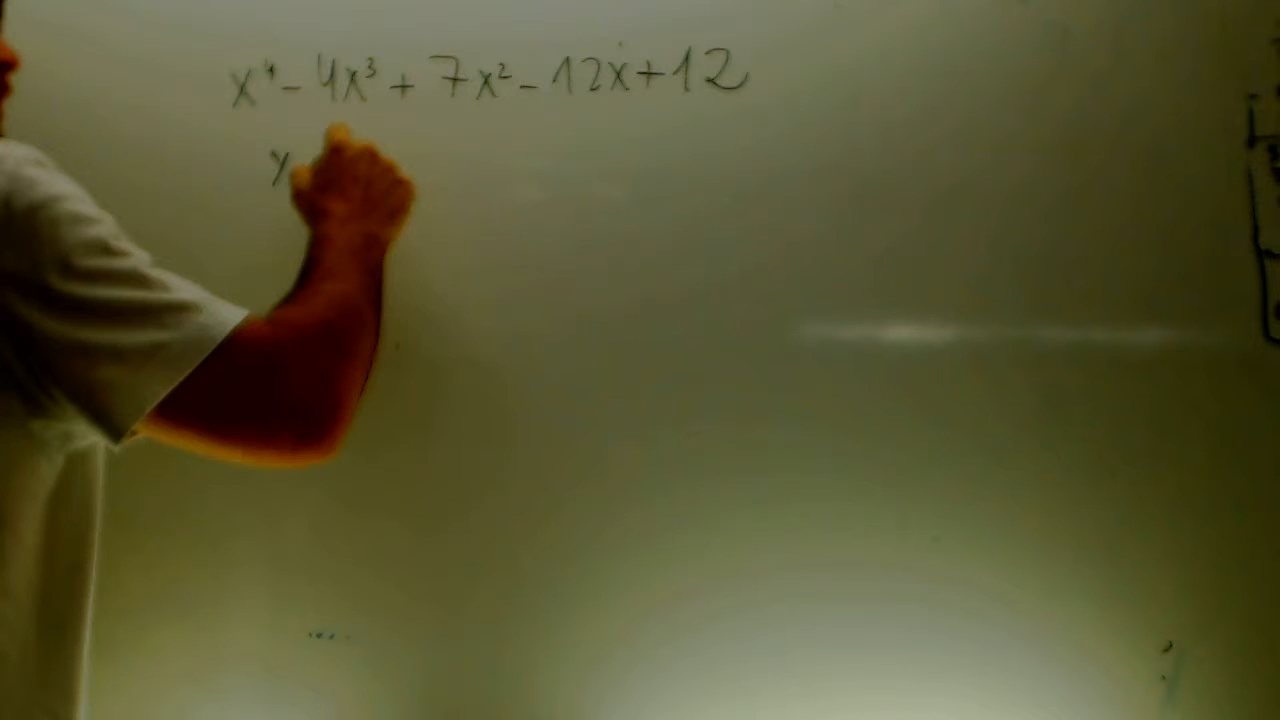 x⁴ - 4x³ + 7x² - 12x + 12